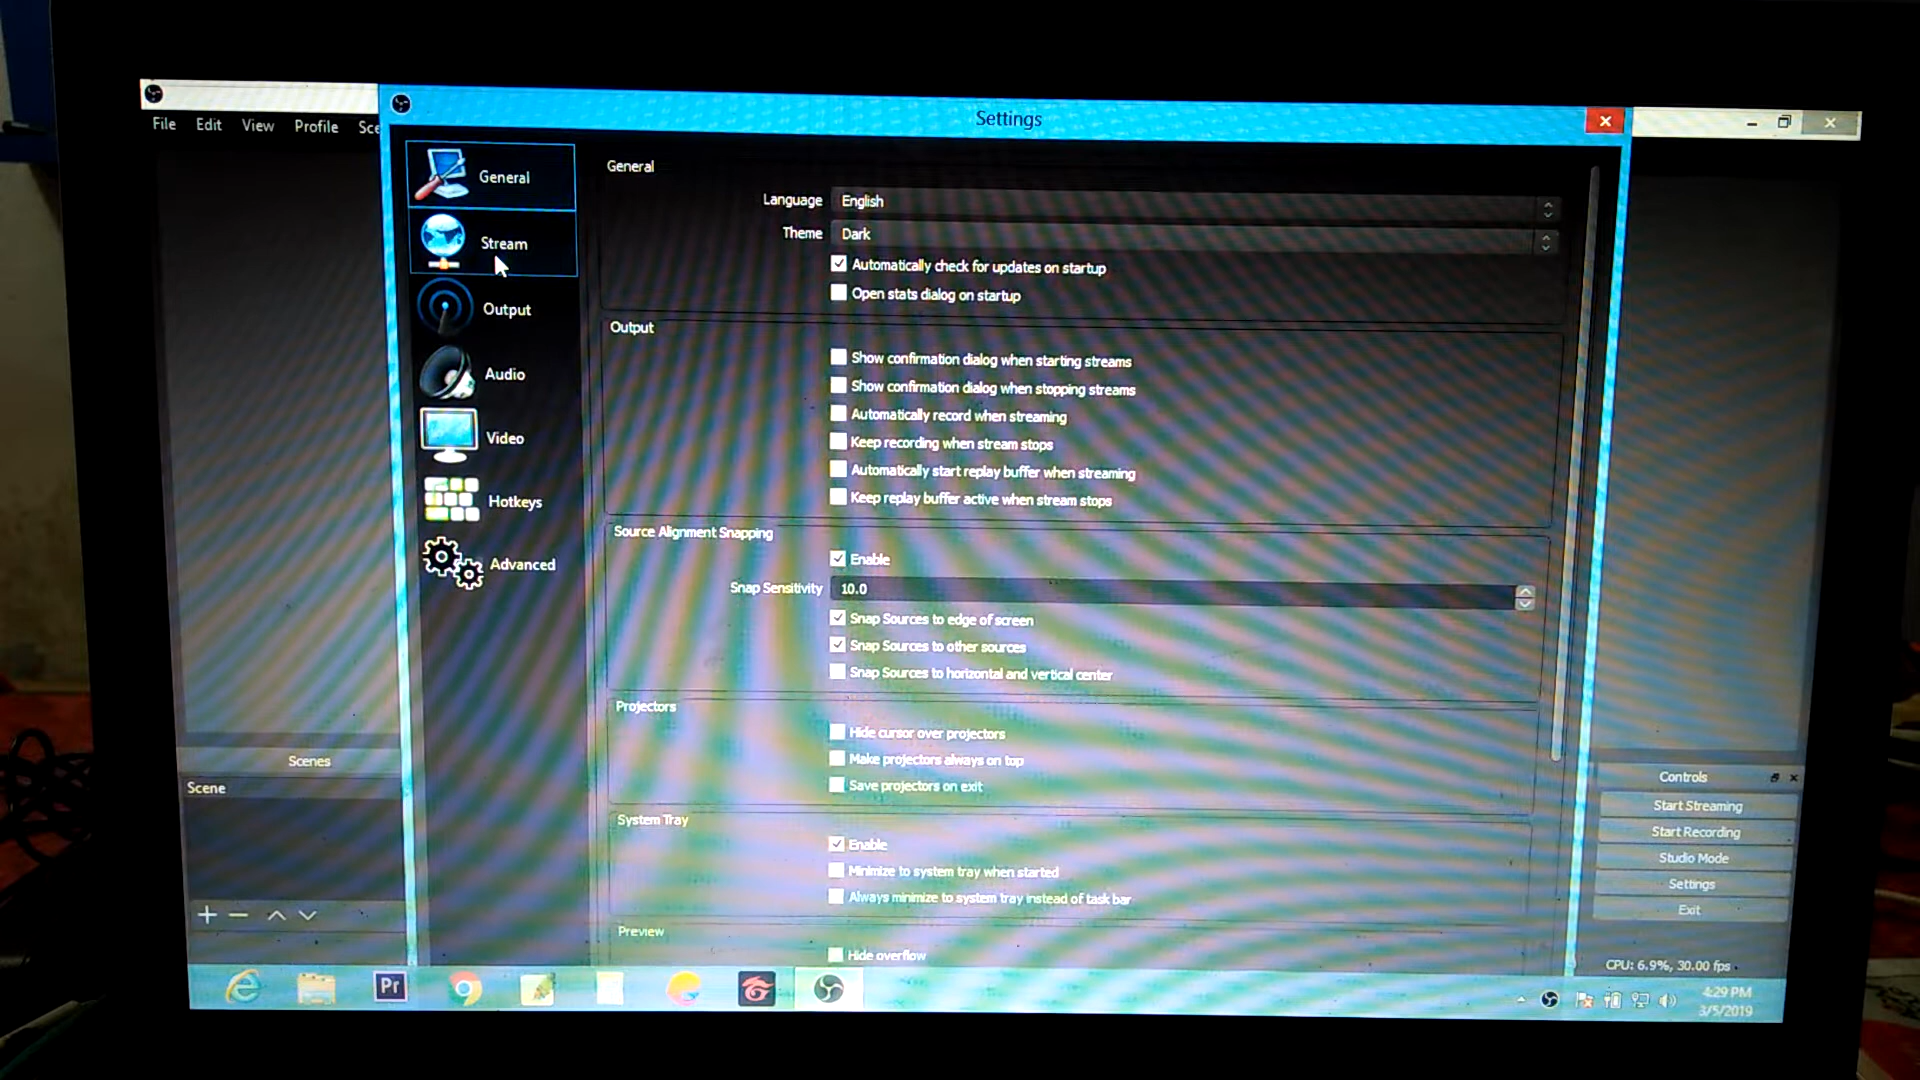 Settings
File Edit View Profile Sce
General
Stream
Output
Audio
Video
Hotkeys
Advanced
General
Language English
Theme Dark
Automatically check for updates on startup
Open stats dialog on startup
Output
Show confirmation dialog when starting streams
Show confirmation dialog when stopping streams
Automatically record when streaming
Keep recording when stream stops
Automatically start replay buffer when streaming
Keep replay buffer active when stream stops
Source Alignment Snapping
Enable
Snap Sensitivity 10.0
Snap Sources to edge of screen
Snap Sources to other sources
Snap Sources to horizontal and vertical center
Projectors
Hide cursor over projectors
Make projectors always on top
Save projectors on exit
System Tray
Enable
Minimize to system tray when started
Always minimize to system tray instead of task bar
Preview
Hide overflow
Scenes
Scene
Controls
Start Streaming
Start Recording
Studio Mode
Settings
Exit
CPU: 6.9%, 30.00 fps
Pr
4:29 PM
3/5/2019